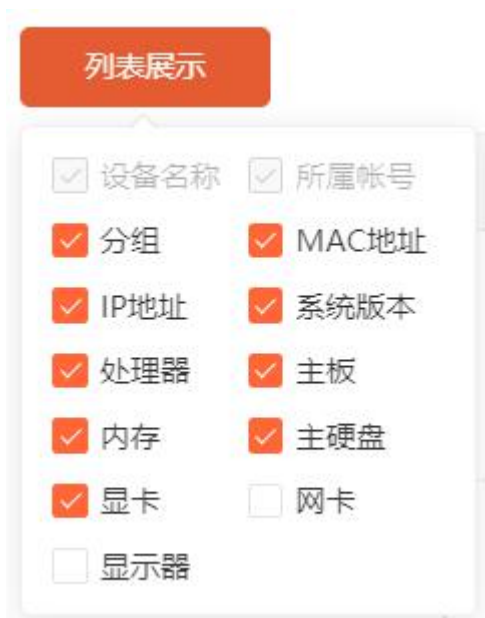 列表展示
设备名称 所属帐号
分组 MAC地址
IP地址 系统版本
处理器 主板
内存 主硬盘
显卡 网卡
显示器